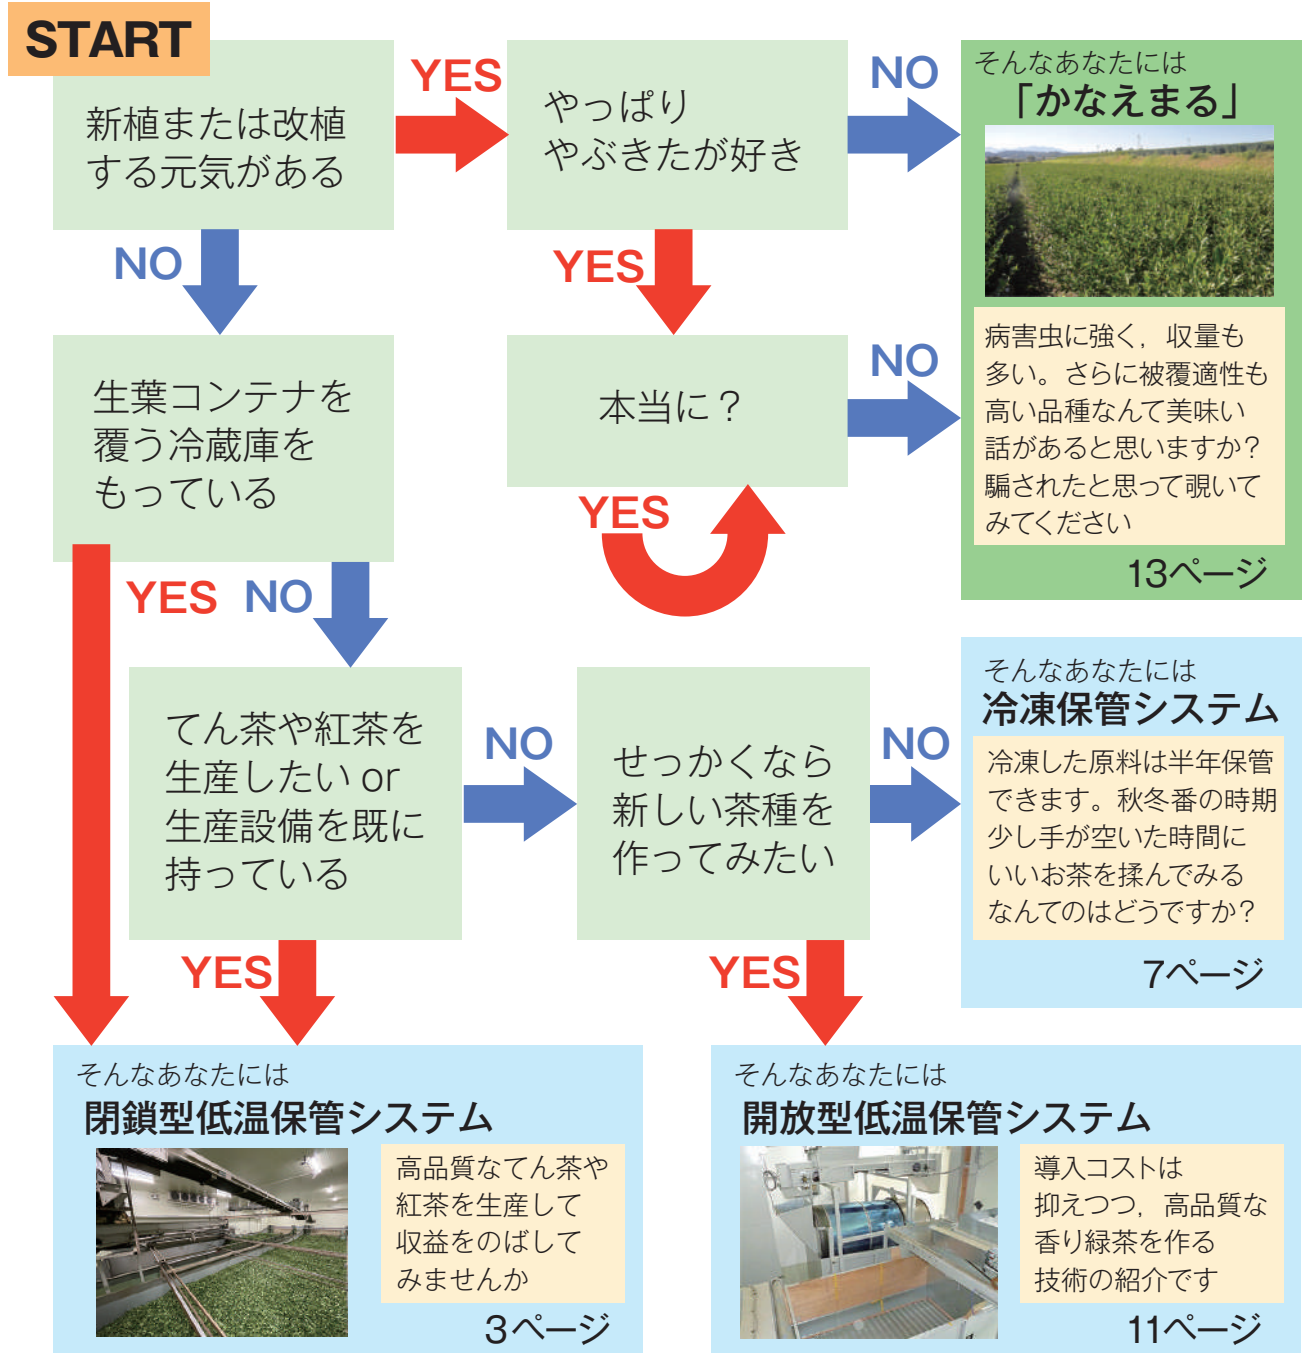 START
新植または改植
する元気がある
YES
やっぱり
やぶきたが好き
NO
そんなあなたには
「かなえまる」
病害虫に強く，収量も
多い。さらに被覆適性も
高い品種なんて美味い
話があると思いますか？
騙されたと思って覗いて
みてください
13ページ
NO
YES
生葉コンテナを
覆う冷蔵庫を
もっている
本当に？
NO
YES
YES
NO
てん茶や紅茶を
生産したい or
生産設備を既に
持っている
NO
せっかくなら
新しい茶種を
作ってみたい
NO
そんなあなたには
冷凍保管システム
冷凍した原料は半年保管
できます。秋冬番の時期
少し手が空いた時間に
いいお茶を揉んでみる
なんてのはどうですか？
7ページ
YES
YES
そんなあなたには
閉鎖型低温保管システム
高品質なてん茶や
紅茶を生産して
収益をのばして
みませんか
3ページ
そんなあなたには
開放型低温保管システム
導入コストは
抑えつつ，高品質な
香り緑茶を作る
技術の紹介です
11ページ